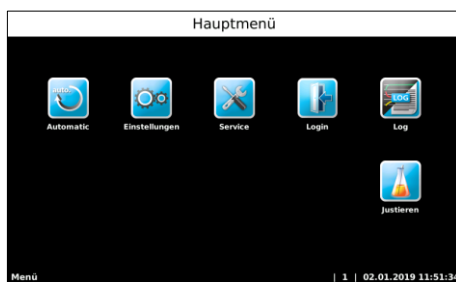 Hauptmenü
auto.
LOG
Automatic Einstellungen Service Login Log
Justieren
Menü | 1 | 02.01.2019 11:51:34